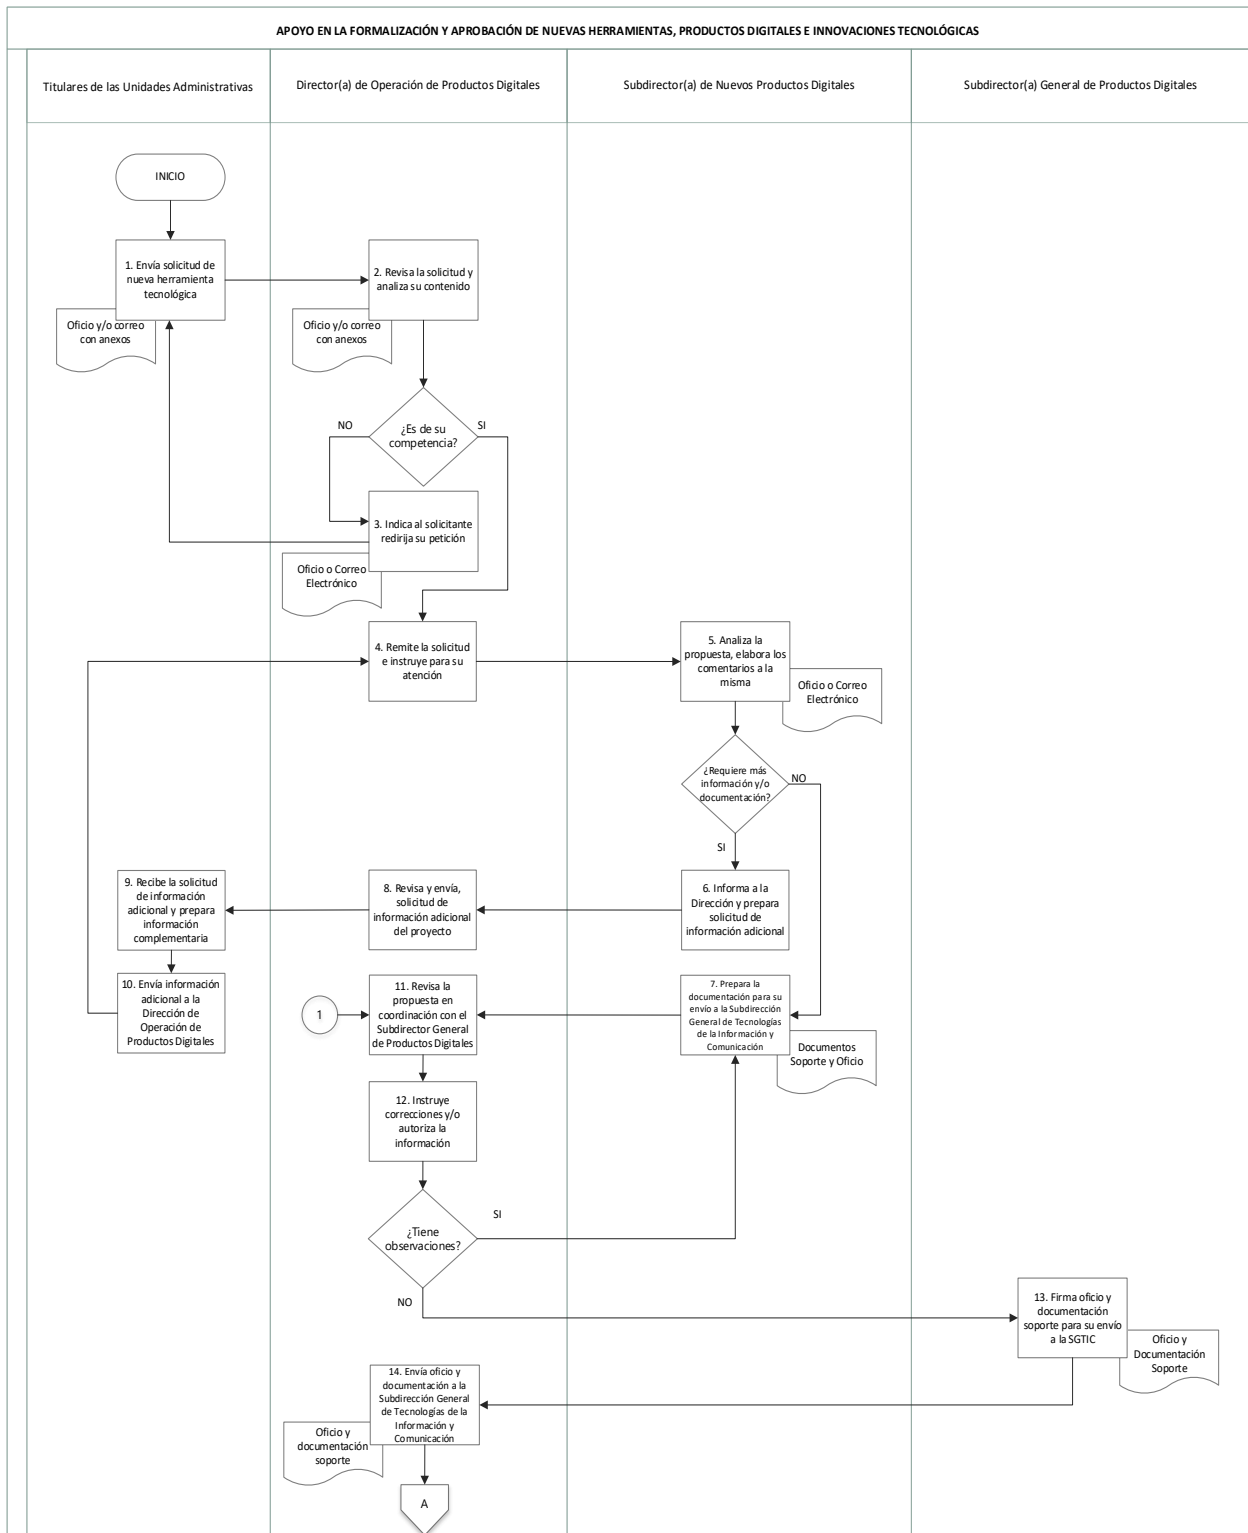 APOYO EN LA FORMALIZACIÓN Y APROBACIÓN DE NUEVAS HERRAMIENTAS, PRODUCTOS DIGITALES E INNOVACIONES TECNOLÓGICAS
Titulares de las Unidades Administrativas
Director(a) de Operación de Productos Digitales
Subdirector(a) de Nuevos Productos Digitales
Subdirector(a) General de Productos Digitales
INICIO
1. Envía solicitud de
nueva herramienta
tecnológica
Oficio y/o correo
con anexos
2. Revisa la solicitud y
analiza su contenido
Oficio y/o correo
con anexos
¿Es de su
competencia?
NO
SI
3. Indica al solicitante
redirija su petición
Oficio o Correo
Electrónico
4. Remite la solicitud
e instruye para su
atención
5. Analiza la
propuesta, elabora los
comentarios a la
misma
Oficio o Correo
Electrónico
¿Requiere más
información y/o
documentación?
NO
SI
6. Informa a la
Dirección y prepara
solicitud de
información adicional
8. Revisa y envía,
solicitud de
información adicional
del proyecto
9. Recibe la solicitud
de información
adicional y prepara
información
complementaria
10. Envía información
adicional a la
Dirección de
Operación de
Productos Digitales
1
11. Revisa la
propuesta en
coordinación con el
Subdirector General
de Productos Digitales
7. Prepara la
documentación para su
envío a la Subdirección
General de Tecnologías
de la Información y
Comunicación
Documentos
Soporte y Oficio
12. Instruye
correcciones y/o
autoriza la
información
¿Tiene
observaciones?
SI
NO
13. Firma oficio y
documentación
soporte para su envío
a la SGTIC
Oficio y
Documentación
Soporte
14. Envía oficio y
documentación a la
Subdirección General
de Tecnologías de la
Información y
Comunicación
Oficio y
documentación
soporte
A